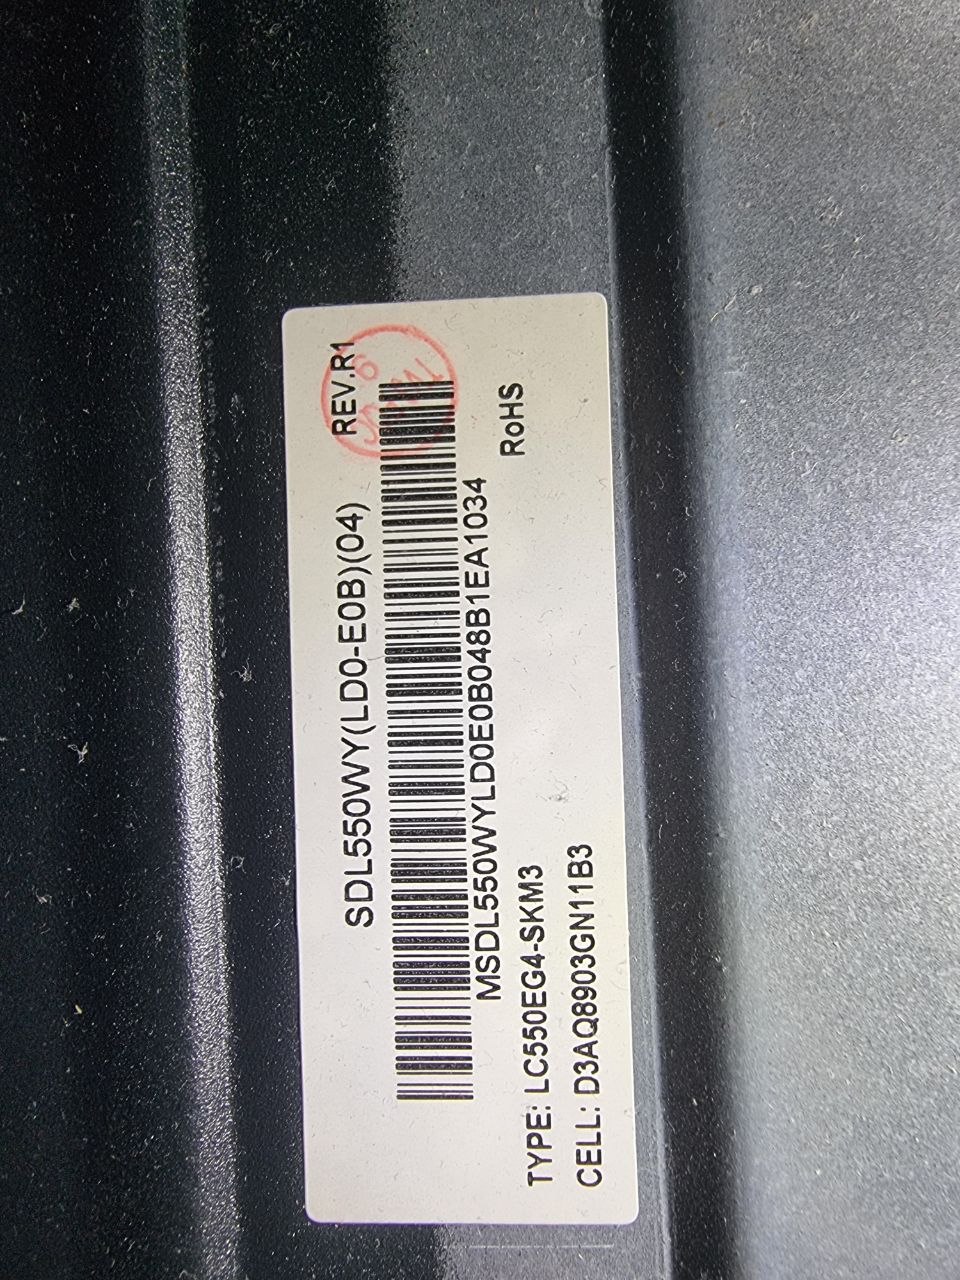 SDL550WY(LD0-E0B)(04) REV.R1
MSDL550WYLD0E0B048B1EA1034
TYPE: LC550EG4-SKM3 RoHS
CELL: D3AQ8903GN11B3